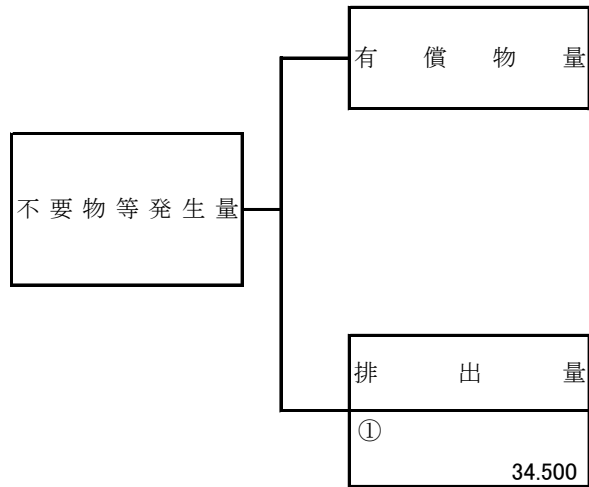 有償物量
不要物等発生量
排出量
①
34.500